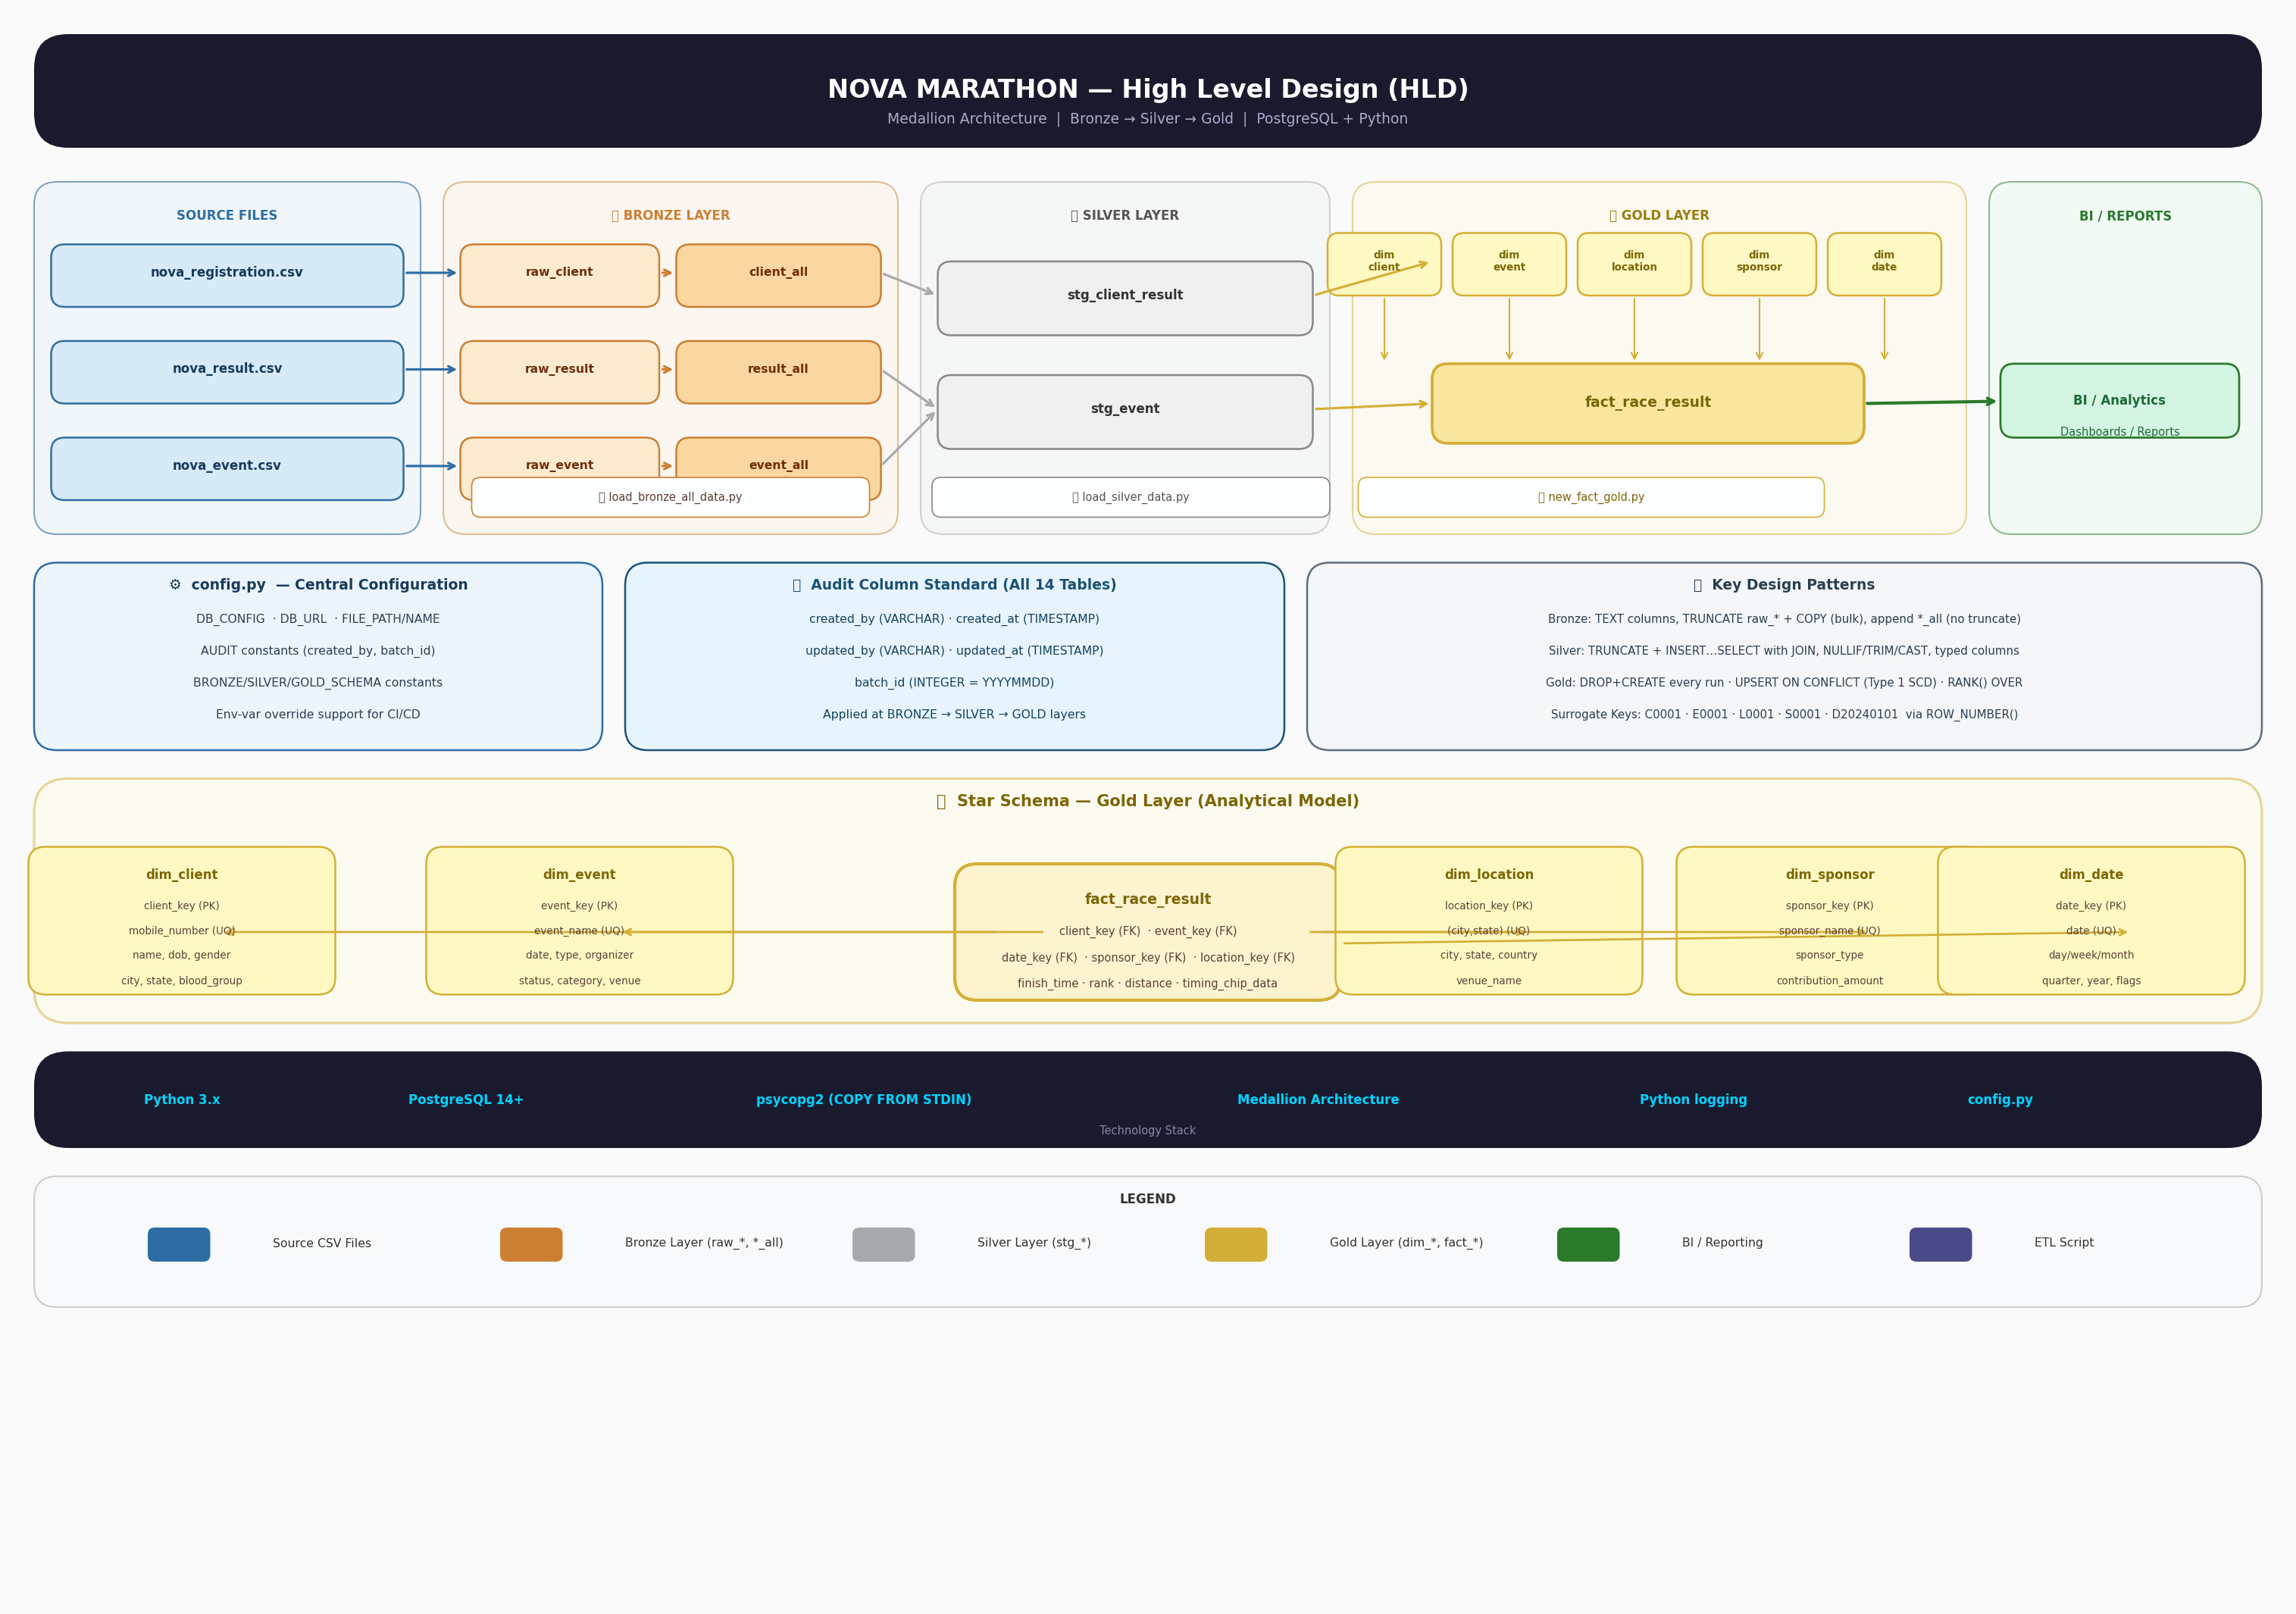 NOVA MARATHON — High Level Design (HLD)
Medallion Architecture | Bronze → Silver → Gold | PostgreSQL + Python
SOURCE FILES
nova_registration.csv
nova_result.csv
nova_event.csv
BRONZE LAYER
raw_client
client_all
raw_result
result_all
raw_event
event_all
load_bronze_all_data.py
SILVER LAYER
stg_client_result
stg_event
load_silver_data.py
GOLD LAYER
dim
client
dim
event
dim
location
dim
sponsor
dim
date
fact_race_result
new_fact_gold.py
BI / REPORTS
BI / Analytics
Dashboards / Reports
⚙ config.py — Central Configuration
DB_CONFIG · DB_URL · FILE_PATH/NAME
AUDIT constants (created_by, batch_id)
BRONZE/SILVER/GOLD_SCHEMA constants
Env-var override support for CI/CD
Audit Column Standard (All 14 Tables)
created_by (VARCHAR) · created_at (TIMESTAMP)
updated_by (VARCHAR) · updated_at (TIMESTAMP)
batch_id (INTEGER = YYYYMMDD)
Applied at BRONZE → SILVER → GOLD layers
Key Design Patterns
Bronze: TEXT columns, TRUNCATE raw_* + COPY (bulk), append *_all (no truncate)
Silver: TRUNCATE + INSERT…SELECT with JOIN, NULLIF/TRIM/CAST, typed columns
Gold: DROP+CREATE every run · UPSERT ON CONFLICT (Type 1 SCD) · RANK() OVER
Surrogate Keys: C0001 · E0001 · L0001 · S0001 · D20240101 via ROW_NUMBER()
Star Schema — Gold Layer (Analytical Model)
dim_client
client_key (PK)
mobile_number (UQ)
name, dob, gender
city, state, blood_group
dim_event
event_key (PK)
event_name (UQ)
date, type, organizer
status, category, venue
fact_race_result
client_key (FK) · event_key (FK)
date_key (FK) · sponsor_key (FK) · location_key (FK)
finish_time · rank · distance · timing_chip_data
dim_location
location_key (PK)
(city,state) (UQ)
city, state, country
venue_name
dim_sponsor
sponsor_key (PK)
sponsor_name (UQ)
sponsor_type
contribution_amount
dim_date
date_key (PK)
date (UQ)
day/week/month
quarter, year, flags
Python 3.x
PostgreSQL 14+
psycopg2 (COPY FROM STDIN)
Medallion Architecture
Python logging
config.py
Technology Stack
LEGEND
Source CSV Files
Bronze Layer (raw_*, *_all)
Silver Layer (stg_*)
Gold Layer (dim_*, fact_*)
BI / Reporting
ETL Script